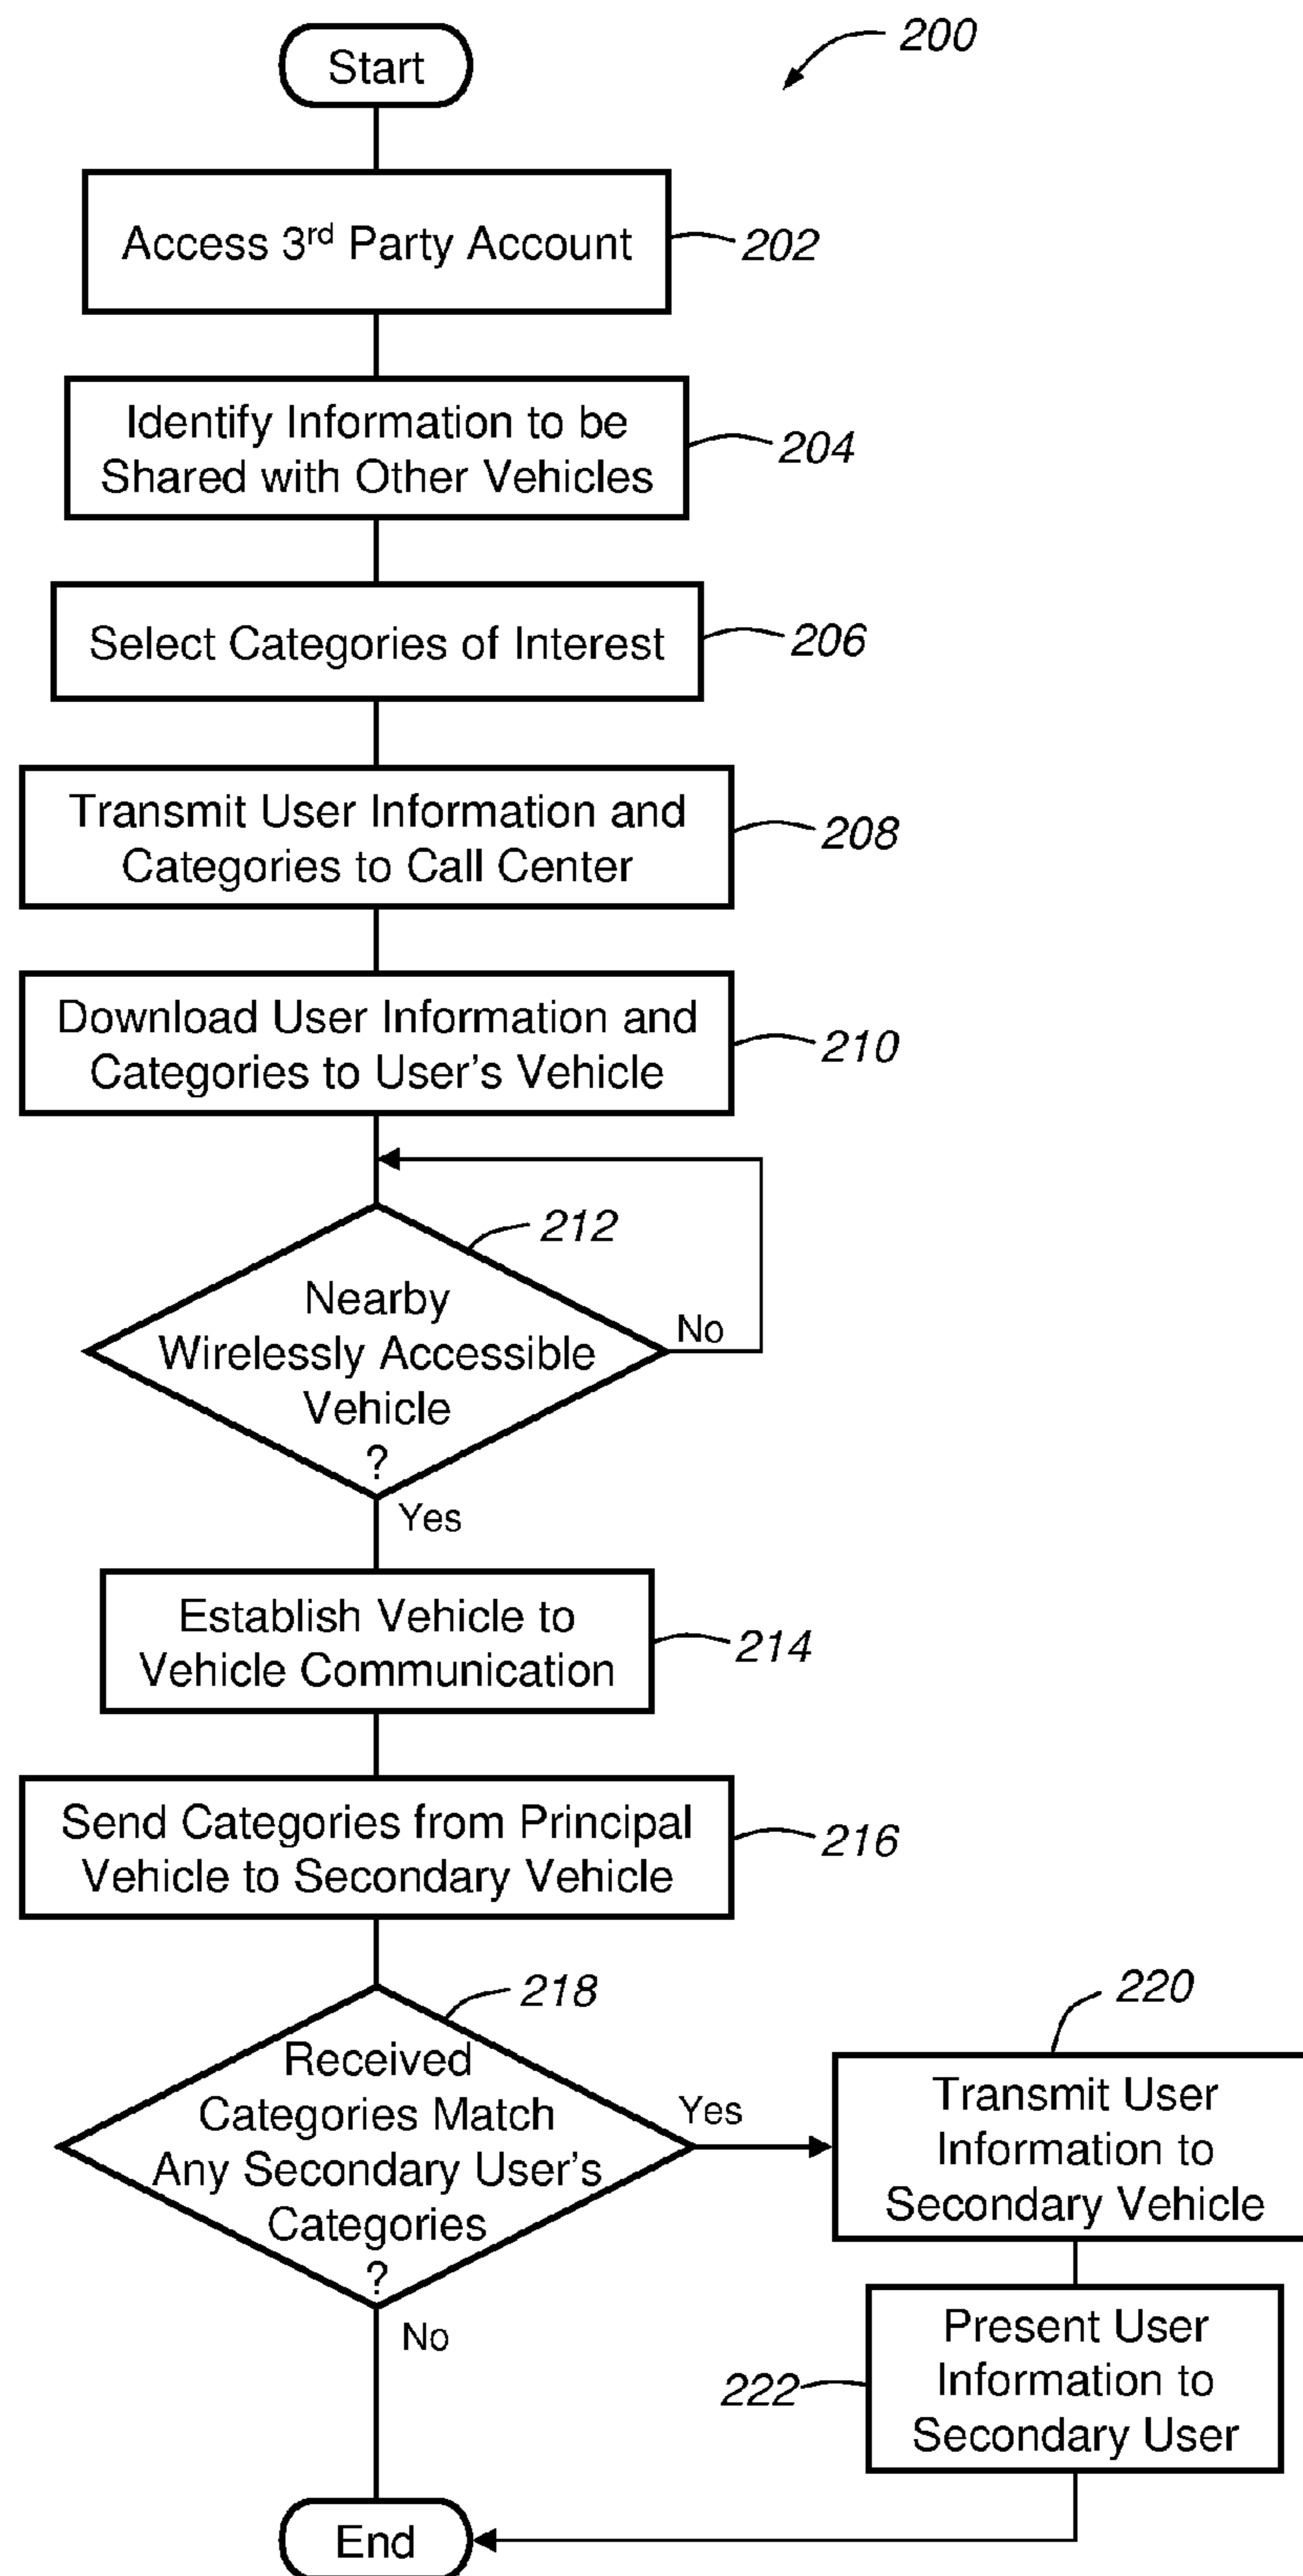 Start
200
Access 3rd Party Account
202
Identify Information to be
Shared with Other Vehicles
204
Select Categories of Interest
206
Transmit User Information and
Categories to Call Center
208
Download User Information and
Categories to User's Vehicle
210
212
Nearby
Wirelessly Accessible
Vehicle
?
No
Yes
Establish Vehicle to
Vehicle Communication
214
Send Categories from Principal
Vehicle to Secondary Vehicle
216
218
Received
Categories Match
Any Secondary User's
Categories
?
Yes
No
220
Transmit User
Information to
Secondary Vehicle
Present User
Information to
Secondary User
222
End